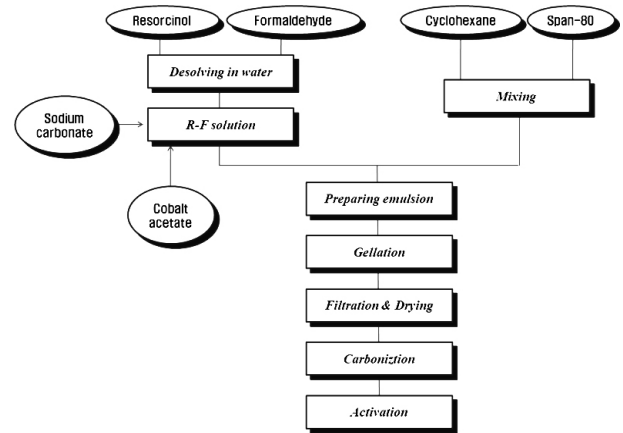 Resorcinol
Formaldehyde
Cyclohexane
Span-80
Desolving in water
Mixing
Sodium
carbonate
R-F solution
Cobalt
acetate
Preparing emulsion
Gellation
Filtration & Drying
Carboniztion
Activation